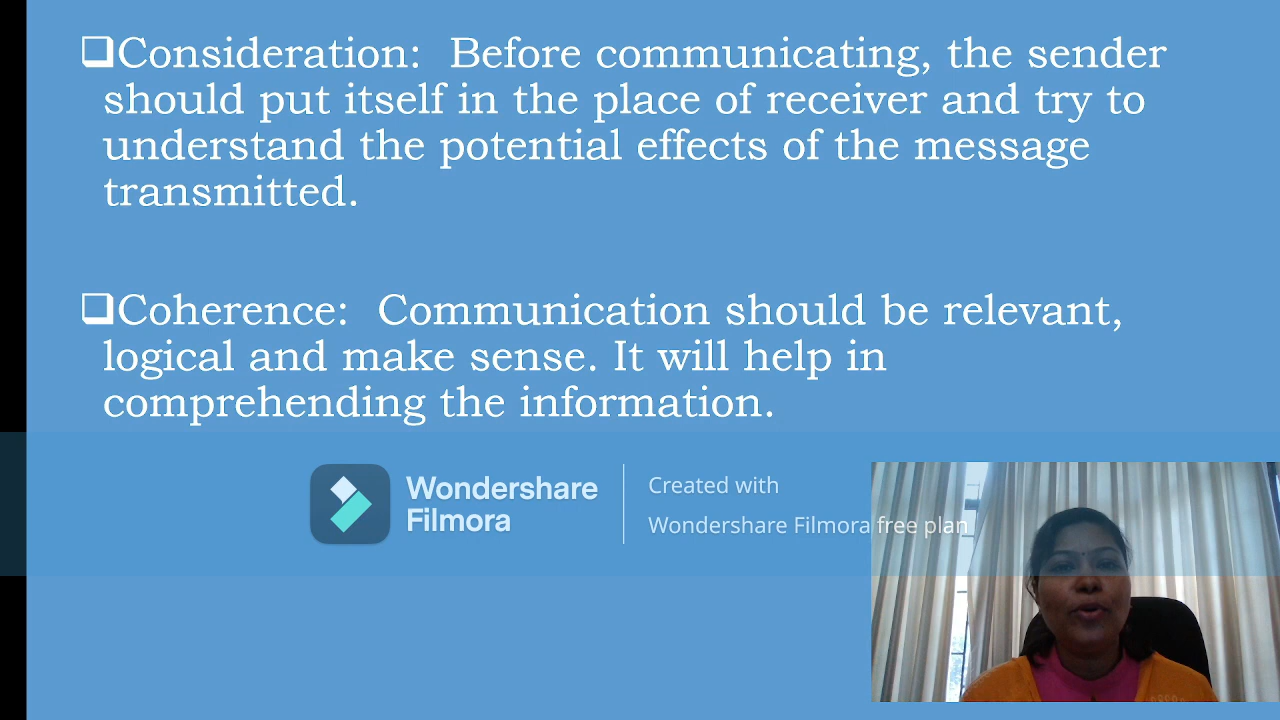 ❑Consideration:  Before communicating, the sender
should put itself in the place of receiver and try to
understand the potential effects of the message
transmitted.
❑Coherence:  Communication should be relevant,
logical and make sense. It will help in
comprehending the information.
Wondershare
Filmora
Created with
Wondershare Filmora free plan